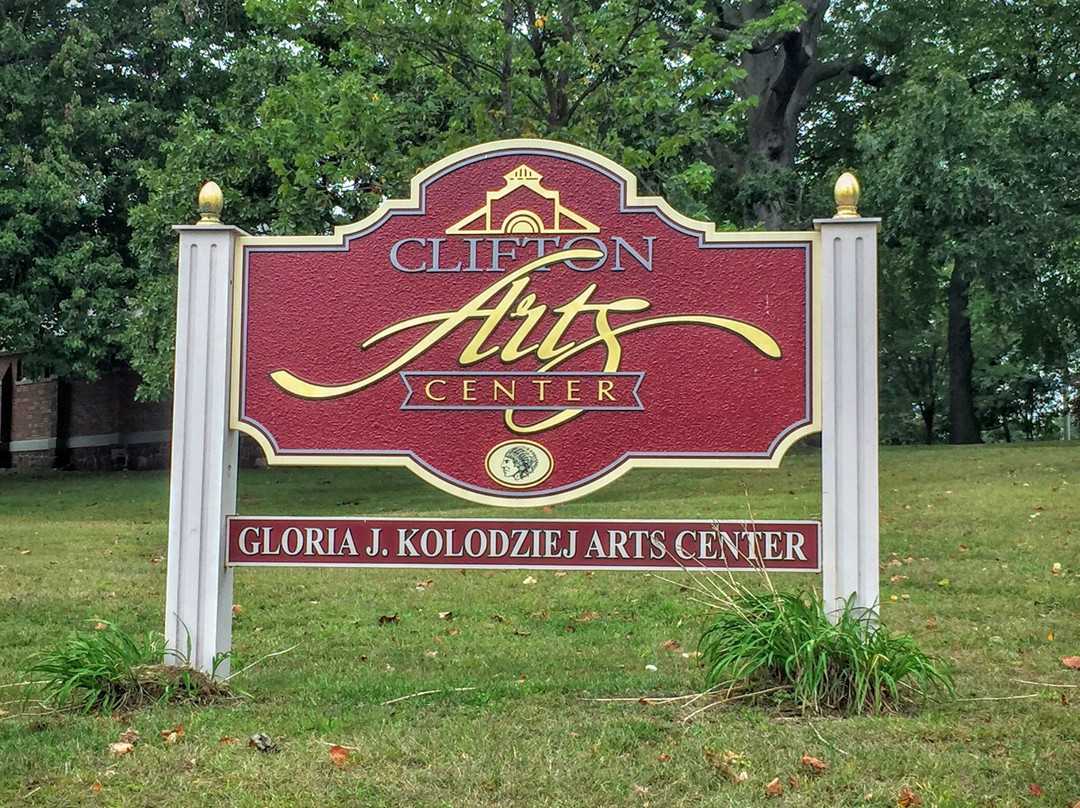 CLIFTON
Arts
CENTER
GLORIA J. KOLODZIEJ ARTS CENTER